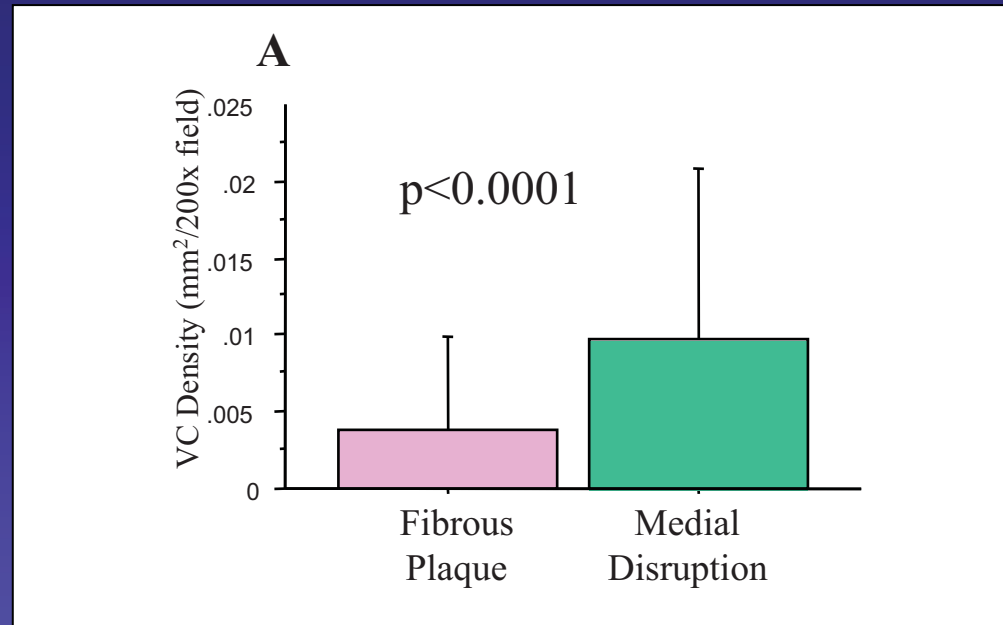 A
VC Density (mm²/200x field)
.025
.02
.015
.01
.005
0
p<0.0001
Fibrous
Plaque
Medial
Disruption